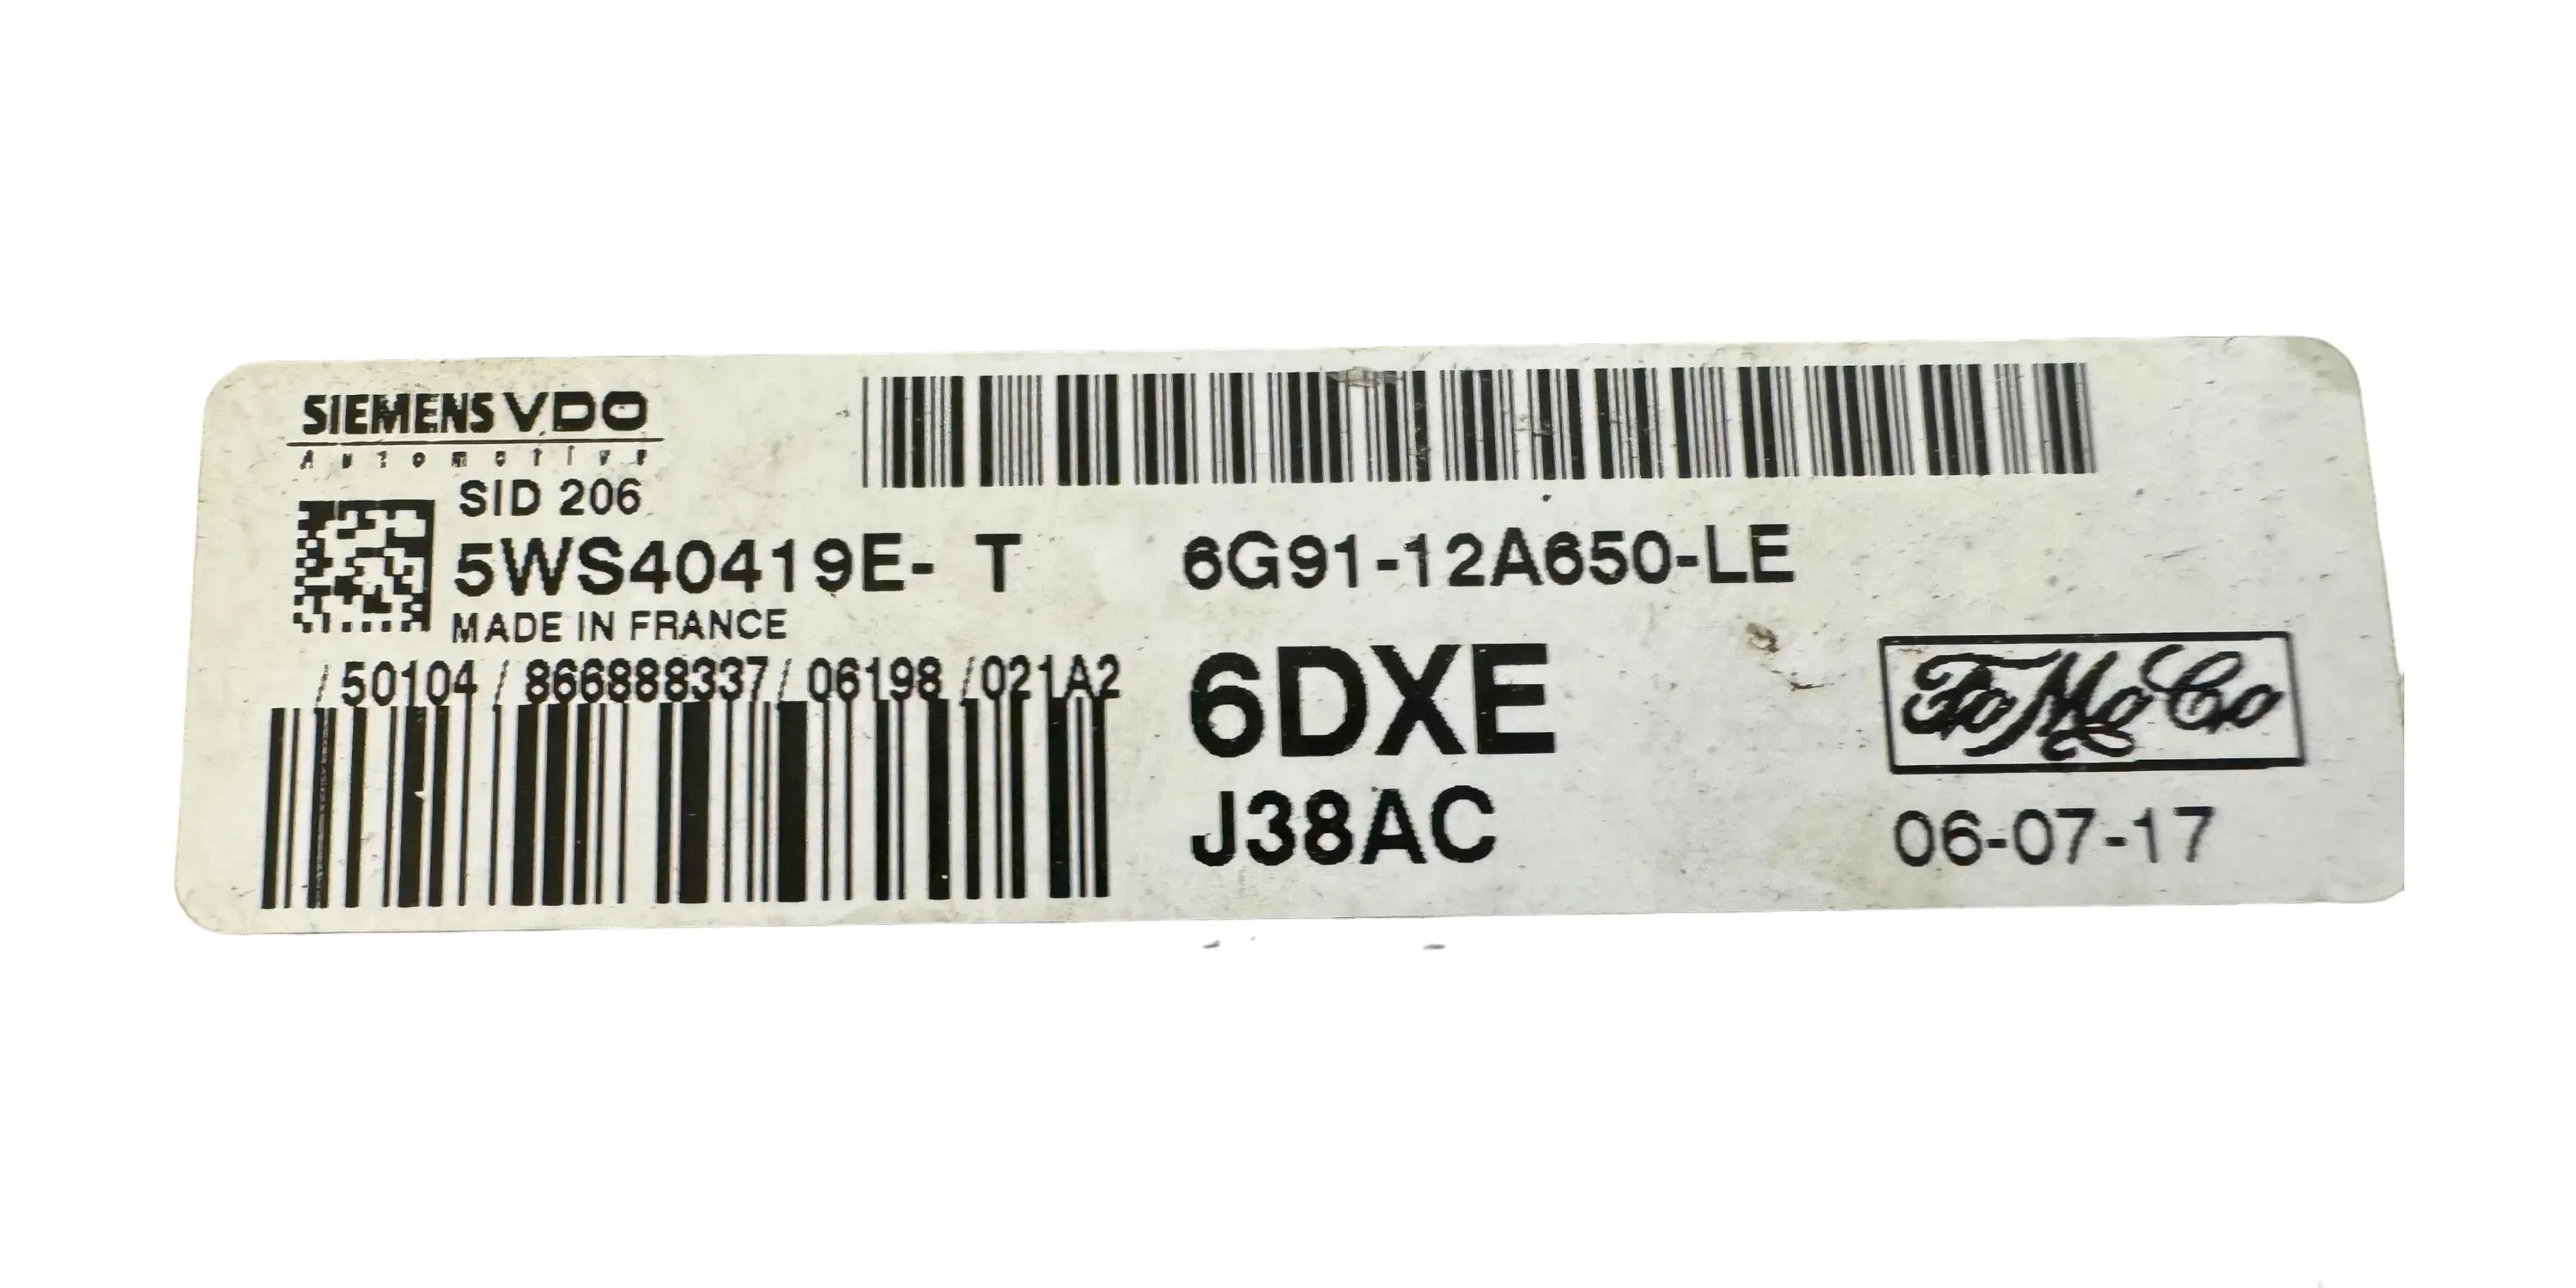 SIEMENS VDO
Automotive
SID 206
5WS40419E- T
MADE IN FRANCE
/50104/866888337/06198/021A2
6G91-12A650-LE
6DXE
J38AC
FoMoCo
06-07-17